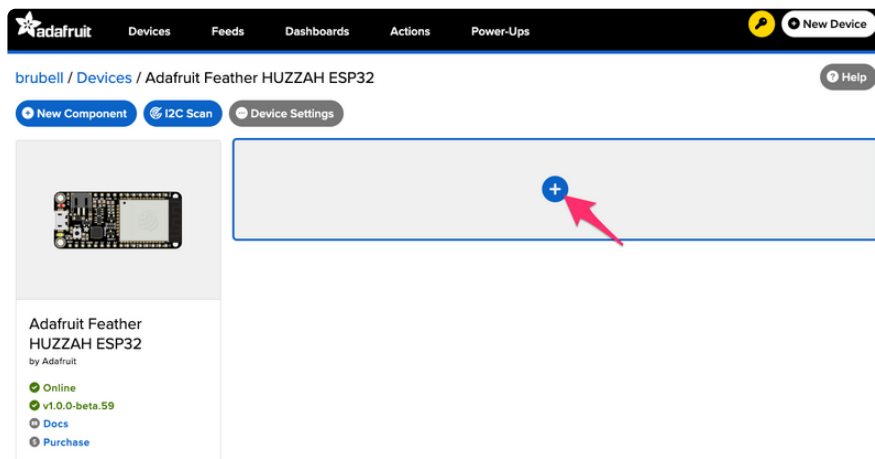 adafruit Devices Feeds Dashboards Actions Power-Ups New Device
brubell / Devices / Adafruit Feather HUZZAH ESP32 Help
New Component I2C Scan Device Settings
Adafruit Feather
HUZZAH ESP32
by Adafruit
Online
v1.0.0-beta.59
Docs
Purchase